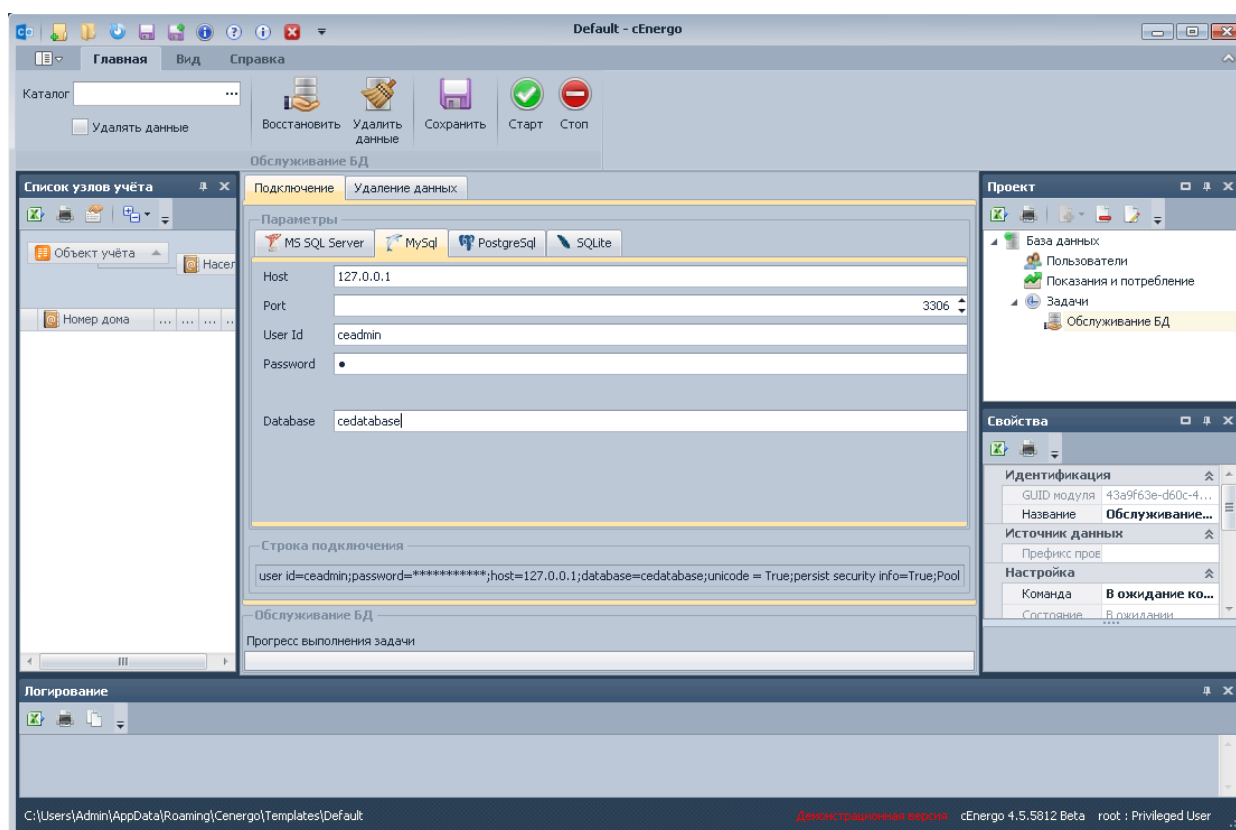 Default - cEnergo
Главная Вид Справка
Каталог
Удалять данные
Восстановить Удалить данные Сохранить Старт Стоп
Обслуживание БД
Список узлов учёта
Объект учёта
Насел
Номер дома
Подключение Удаление данных
Параметры
MS SQL Server MySql PostgreSql SQLite
Host 127.0.0.1
Port 3306
User Id ceadmin
Password •
Database cedatabase
Строка подключения
user id=ceadmin;password=***********;host=127.0.0.1;database=cedatabase;unicode = True;persist security info=True;Pool
Обслуживание БД
Прогресс выполнения задачи
Проект
База данных
Пользователи
Показания и потребление
Задачи
Обслуживание БД
Свойства
Идентификация
GUID модуля 43a9f63e-d60c-4...
Название Обслуживание...
Источник данных
Префикс пров
Настройка
Команда В ожидание ко...
Состояние В ожидании
Логирование
C:\Users\Admin\AppData\Roaming\Cenergo\Templates\Default
Демонстрационная версия cEnergo 4.5.5812 Beta root : Privileged User